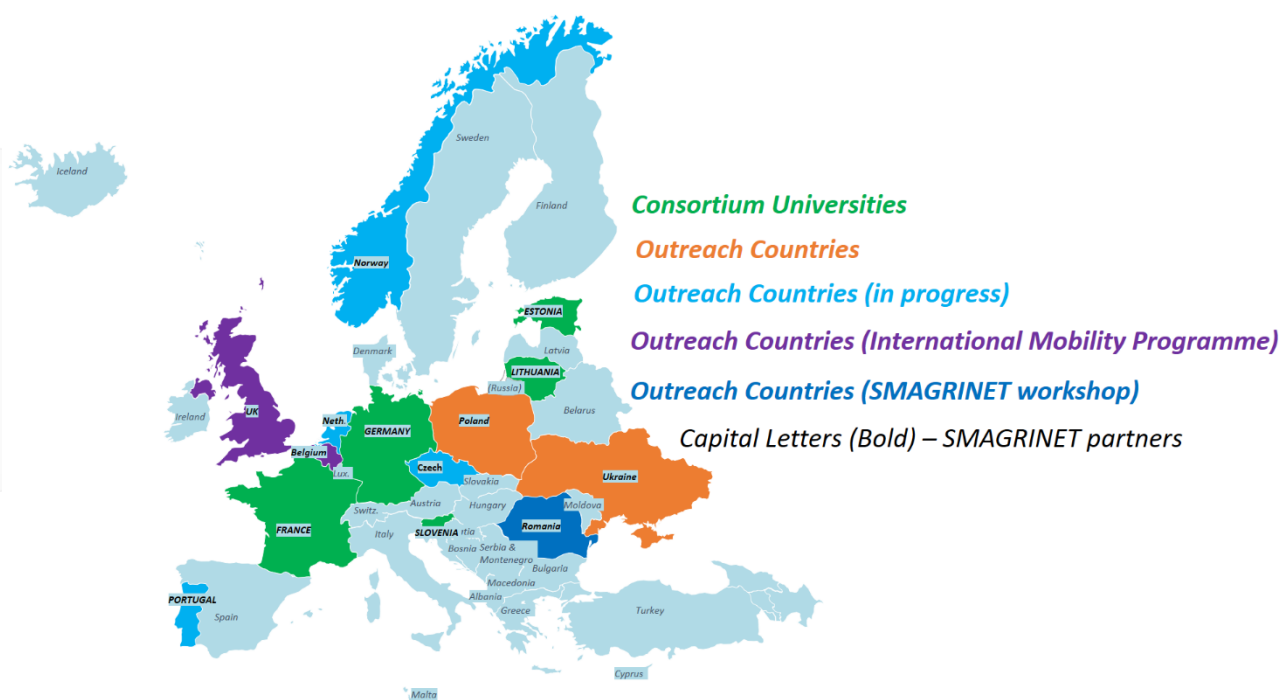 Iceland
Sweden
Finland
Norway
Consortium Universities
Outreach Countries
Outreach Countries (in progress)
Outreach Countries (International Mobility Programme)
Outreach Countries (SMAGRINET workshop)
Capital Letters (Bold) – SMAGRINET partners
ESTONIA
Denmark
Latvia
LITHUANIA
(Russia)
Belarus
Ireland
UK
Neth.
GERMANY
Poland
Belgium
Lux.
Czech
Ukraine
Slovakia
Austria
Hungary
Moldova
Switz.
FRANCE
Italy
SLOVENIA
tia
Romania
Bosnia
Serbia &
Montenegro
Bulgaria
Macedonia
Albania
Greece
PORTUGAL
Spain
Turkey
Cyprus
Malta